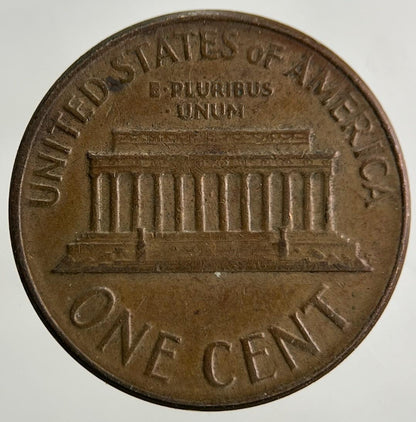 UNITED STATES OF AMERICA
E·PLURIBUS
·UNUM
ONE CENT